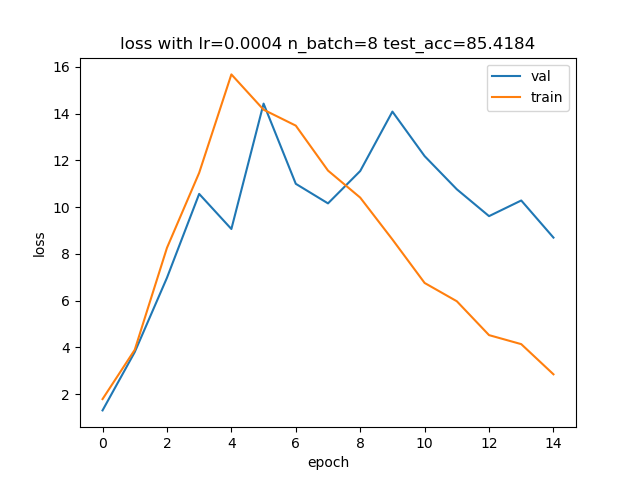 loss with lr=0.0004 n_batch=8 test_acc=85.4184
val
train
16
14
12
10
8
6
4
2
loss
0 2 4 6 8 10 12 14
epoch